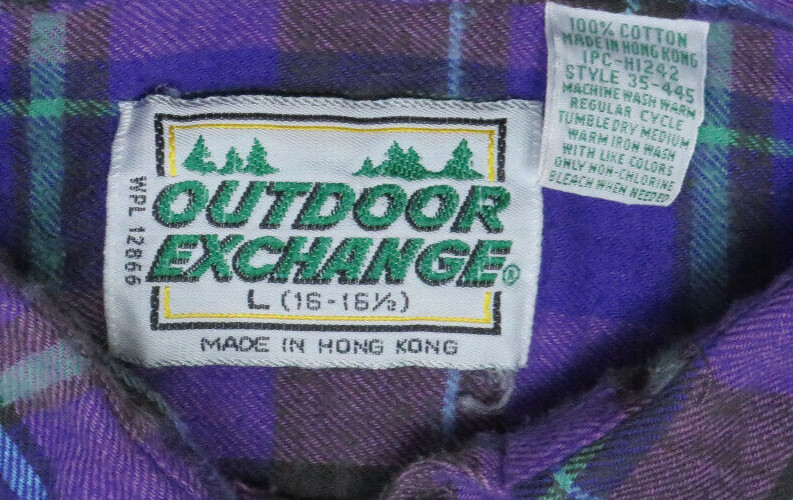 WPL 12866
OUTDOOR
EXCHANGE®
L (16-16½)
MADE IN HONG KONG
100% COTTON
MADE IN HONG KONG
IPC-H1242
STYLE 35-445
MACHINE WASH WARM
REGULAR CYCLE
TUMBLE DRY MEDIUM
WARM IRON WASH
WITH LIKE COLORS
ONLY NON-CHLORINE
BLEACH WHEN NEEDED